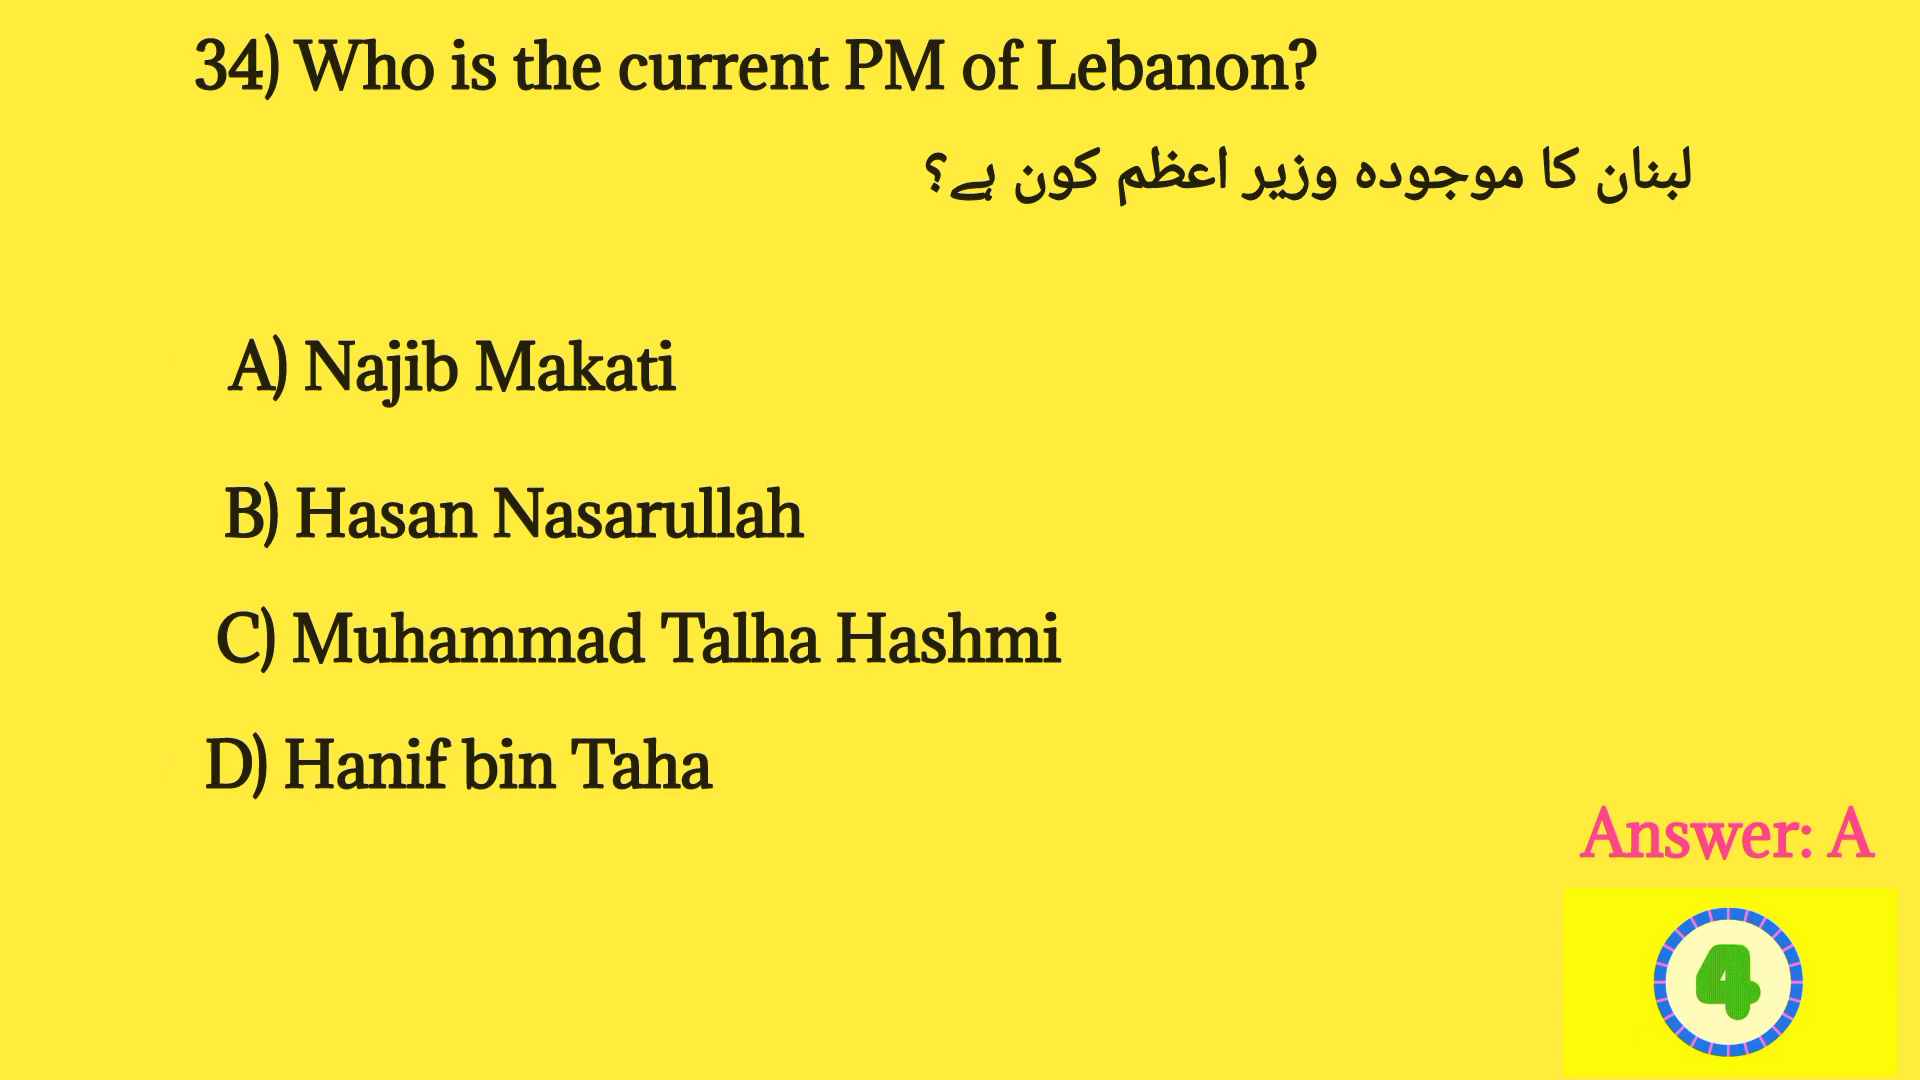 34) Who is the current PM of Lebanon?
لبنان کا موجودہ وزیر اعظم کون ہے؟
A) Najib Makati
B) Hasan Nasarullah
C) Muhammad Talha Hashmi
D) Hanif bin Taha
Answer: A
4